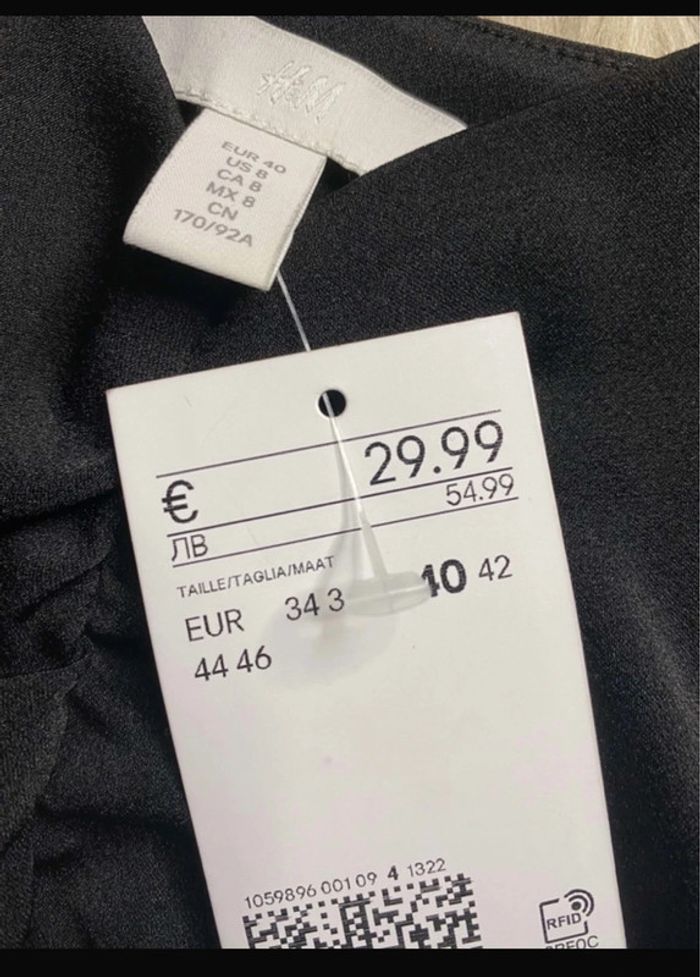 H&M
EUR 40
US 8
CA 8
MX 8
CN
170/92A
€ 29.99
ЛВ 54.99
TAILLE/TAGLIA/MAAT
EUR 34 3 40 42
44 46
1059896 001 09 4 1322
RFID